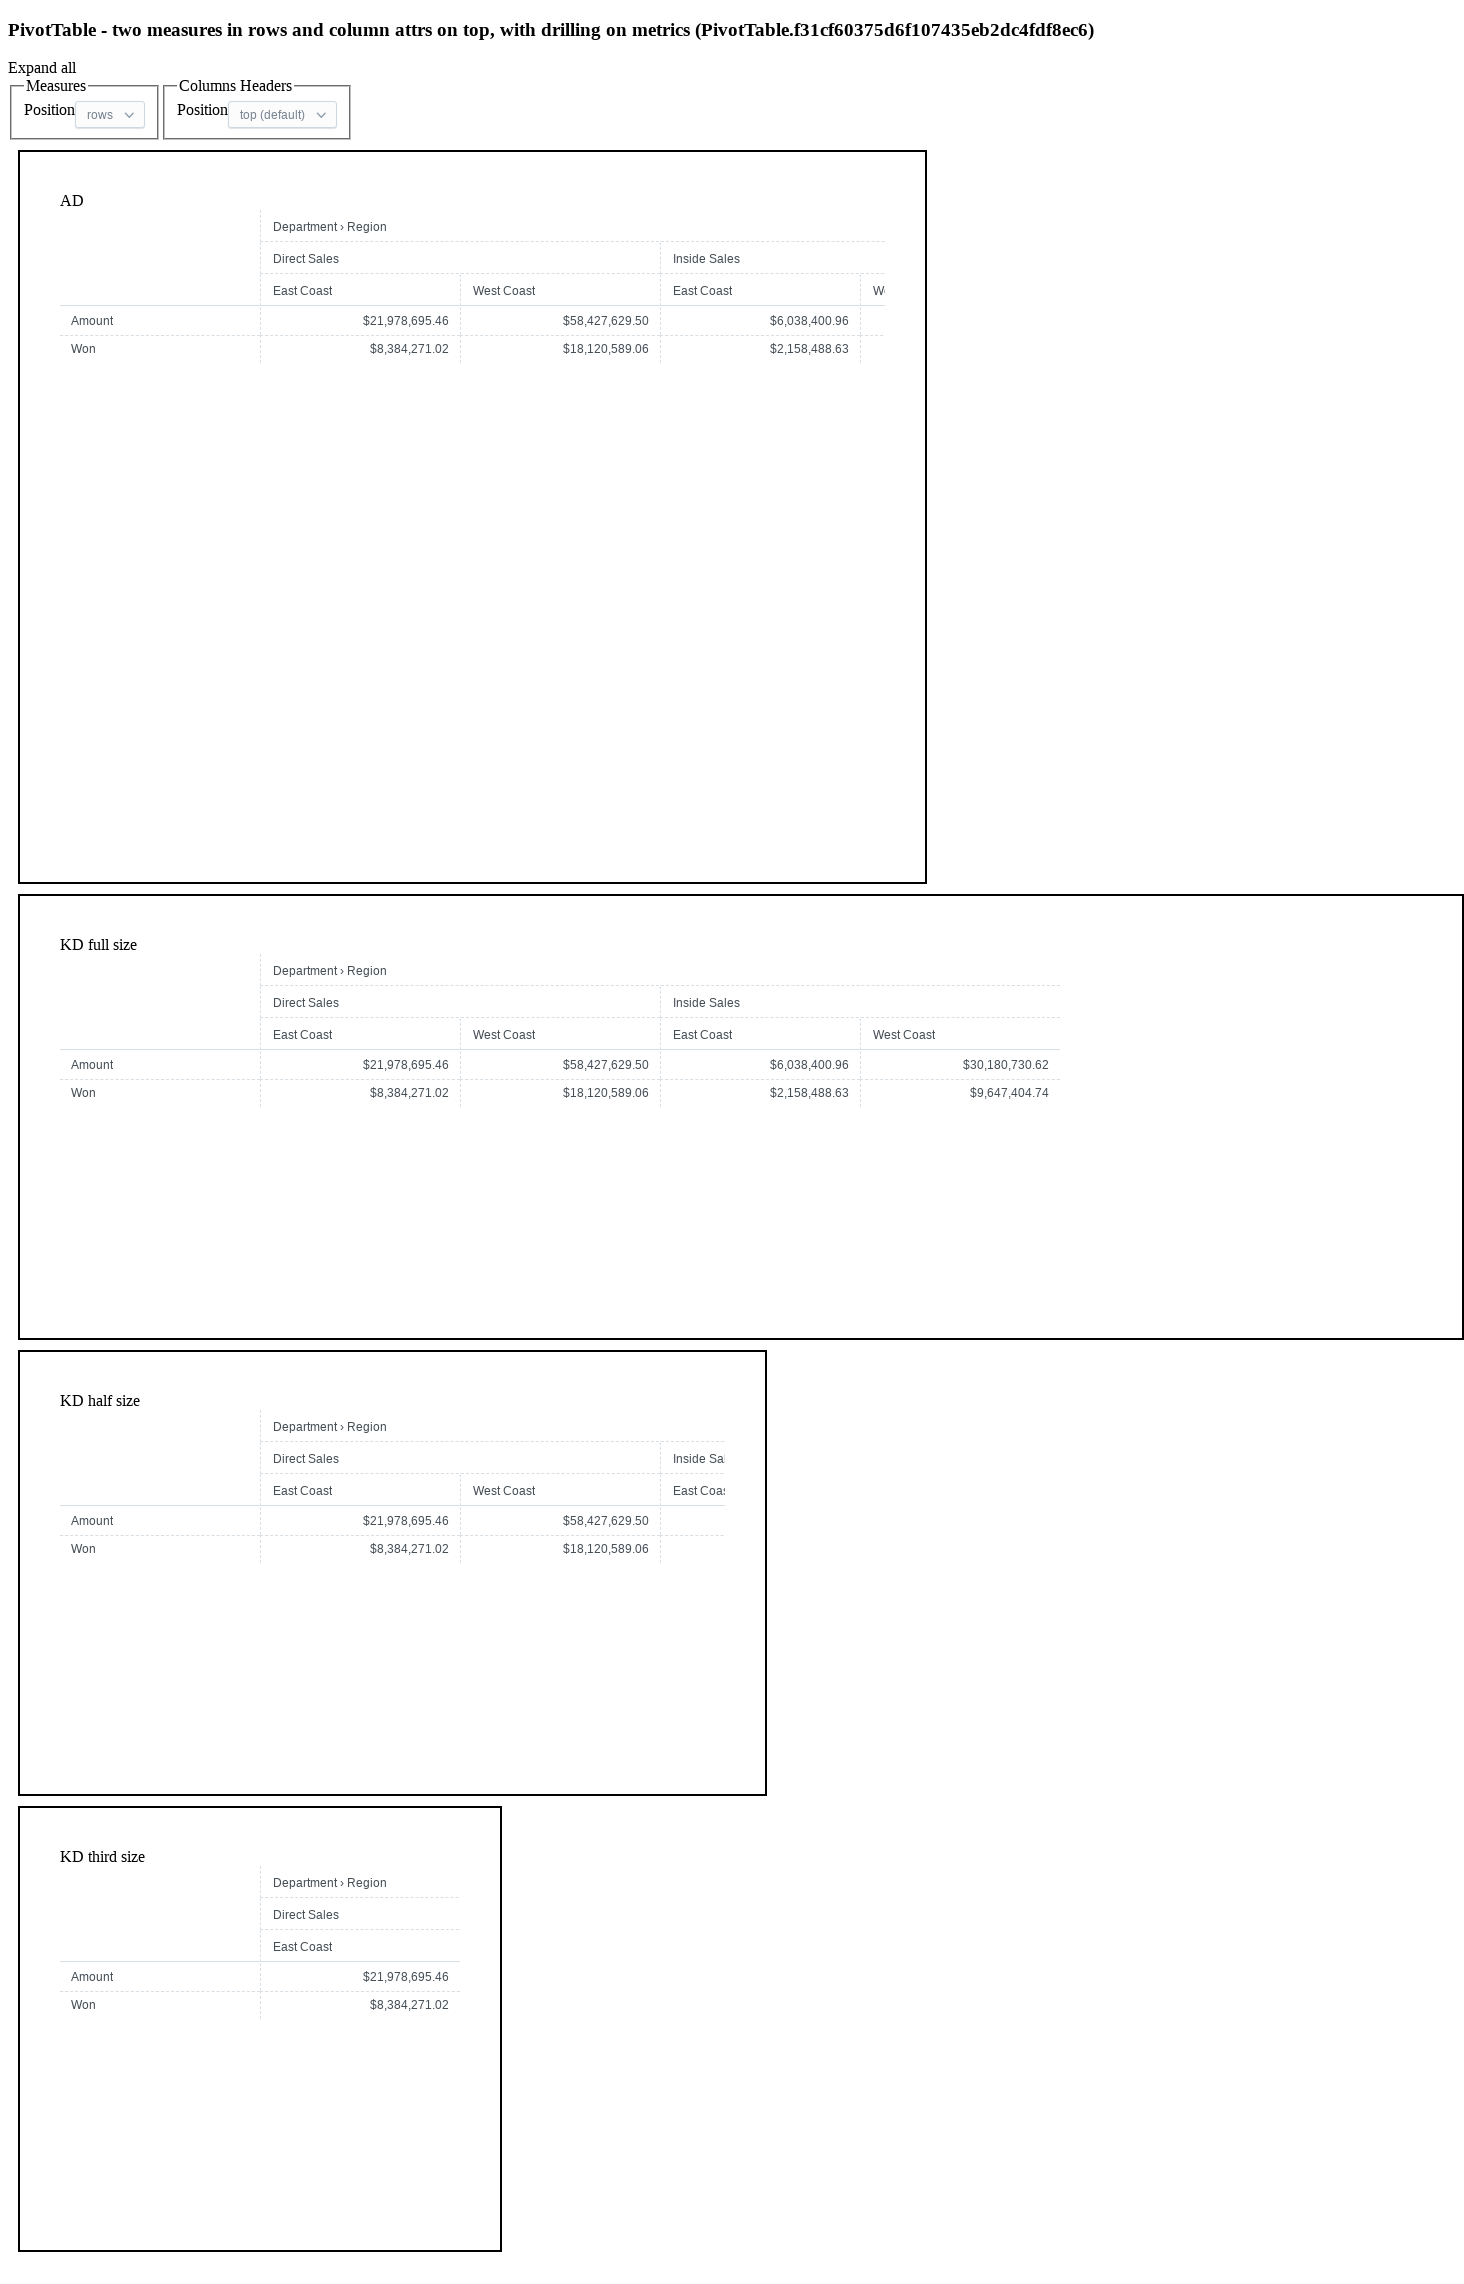 PivotTable - two measures in rows and column attrs on top, with drilling on metrics (PivotTable.f31cf60375d6f107435eb2dc4fdf8ec6)
Expand all
Measures Columns Headers
Position rows Position top (default)
AD
Department › Region
Direct Sales Inside Sales
East Coast West Coast East Coast
Amount $21,978,695.46 $58,427,629.50 $6,038,400.96
Won $8,384,271.02 $18,120,589.06 $2,158,488.63
KD full size
Department › Region
Direct Sales Inside Sales
East Coast West Coast East Coast West Coast
Amount $21,978,695.46 $58,427,629.50 $6,038,400.96 $30,180,730.62
Won $8,384,271.02 $18,120,589.06 $2,158,488.63 $9,647,404.74
KD half size
Department › Region
Direct Sales Inside
East Coast West Coast East
Amount $21,978,695.46 $58,427,629.50
Won $8,384,271.02 $18,120,589.06
KD third size
Department › Region
Direct Sales
East Coast
Amount $21,978,695.46
Won $8,384,271.02